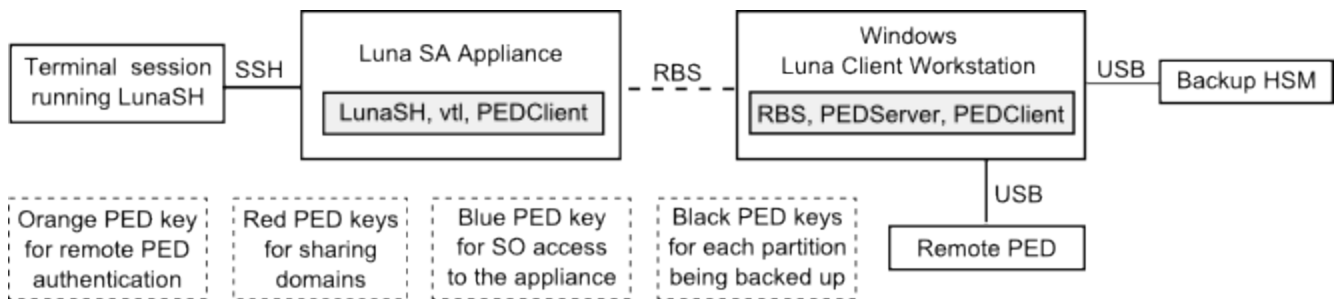 Terminal session
running LunaSH
SSH
Luna SA Appliance
LunaSH, vtl, PEDClient
RBS
Windows
Luna Client Workstation
RBS, PEDServer, PEDClient
USB
Backup HSM
USB
Remote PED
Orange PED key
for remote PED
authentication
Red PED keys
for sharing
domains
Blue PED key
for SO access
to the appliance
Black PED keys
for each partition
being backed up